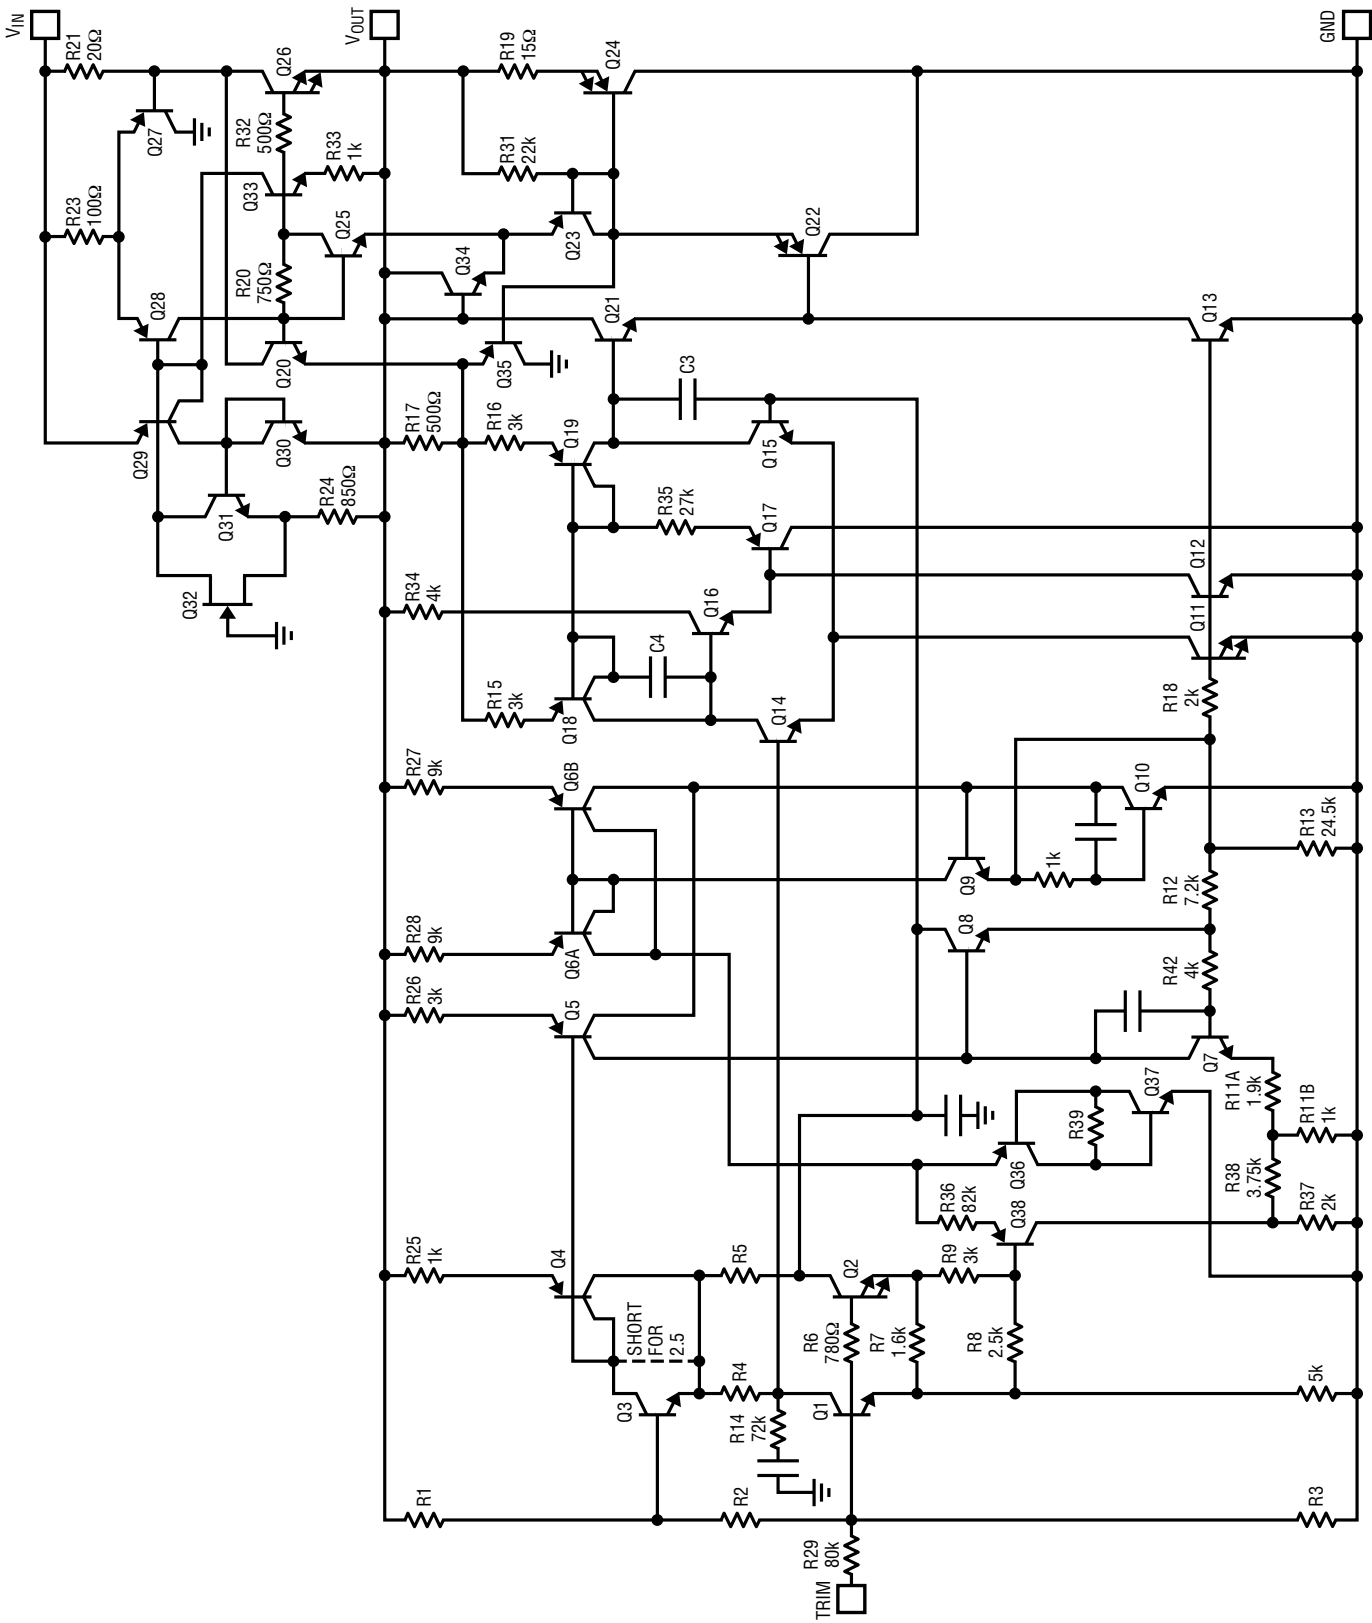 VIN
R23
100Ω
R21
20Ω
Q29
Q28
Q27
Q32
Q31
R20
750Ω
Q33
R32
500Ω
Q30
Q20
Q26
R24
850Ω
R33
1k
Q25
VOUT
R1
R25
1k
R26
3k
R28
9k
R27
9k
R34
4k
R17
500Ω
Q34
R15
3k
R16
3k
R31
22k
R19
15Ω
Q35
Q4
Q5
Q6A
Q6B
Q18
Q19
Q23
Q21
Q24
Q3
SHORT
FOR
2.5
C4
R35
27k
C3
Q16
R2
R14
72k
R4
R5
Q14
Q17
Q15
Q22
TRIM
R29
80k
R6
780Ω
Q1
Q2
R7
1.6k
R9
3k
R36
82k
R8
2.5k
Q8
Q9
Q38
Q36
1k
R39
Q37
Q10
R42
4k
R12
7.2k
R18
2k
Q7
Q11
Q12
Q13
R38
3.75k
R11A
1.9k
R3
5k
R37
2k
R11B
1k
R13
24.5k
GND